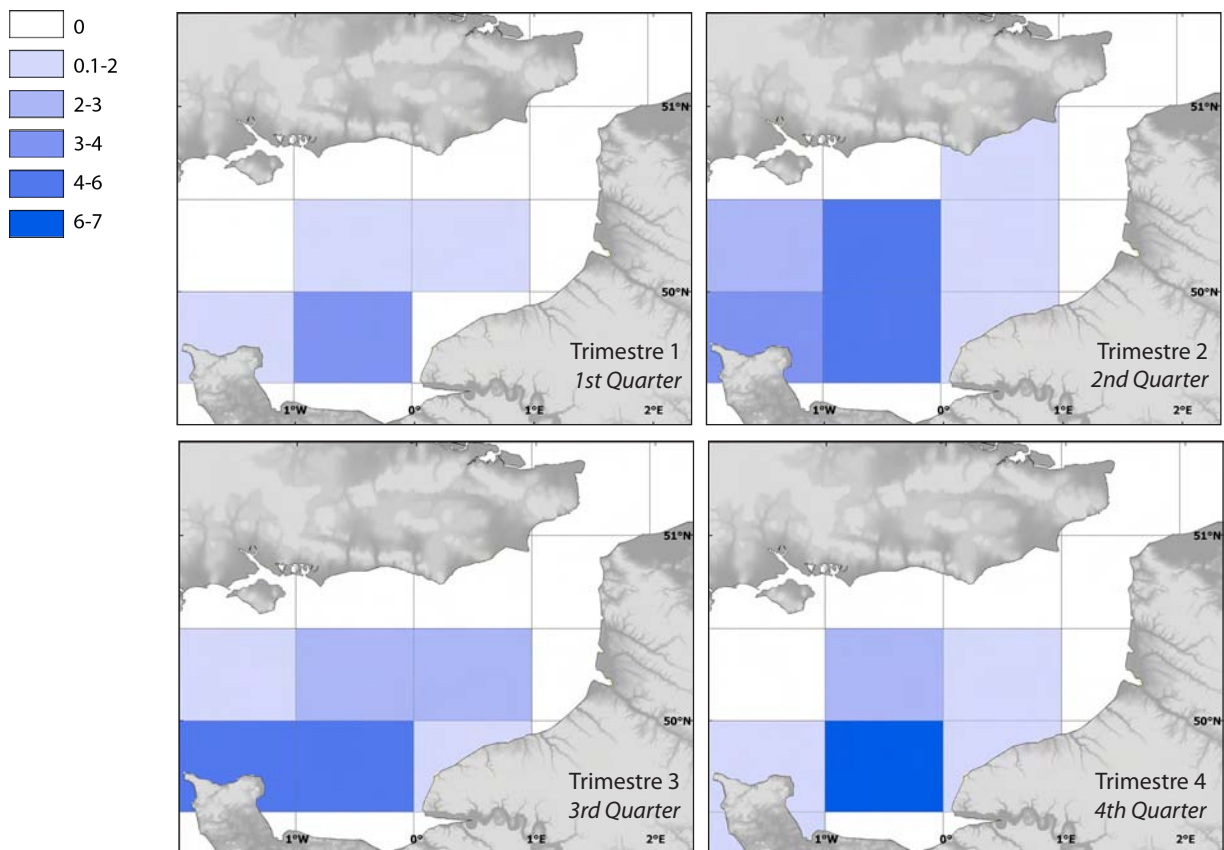 0
0.1-2
2-3
3-4
4-6
6-7
51°N
50°N
Trimestre 1
1st Quarter
1°W
0°
1°E
2°E
51°N
50°N
Trimestre 2
2nd Quarter
1°W
0°
1°E
2°E
51°N
50°N
Trimestre 3
3rd Quarter
1°W
0°
1°E
2°E
51°N
50°N
Trimestre 4
4th Quarter
1°W
0°
1°E
2°E